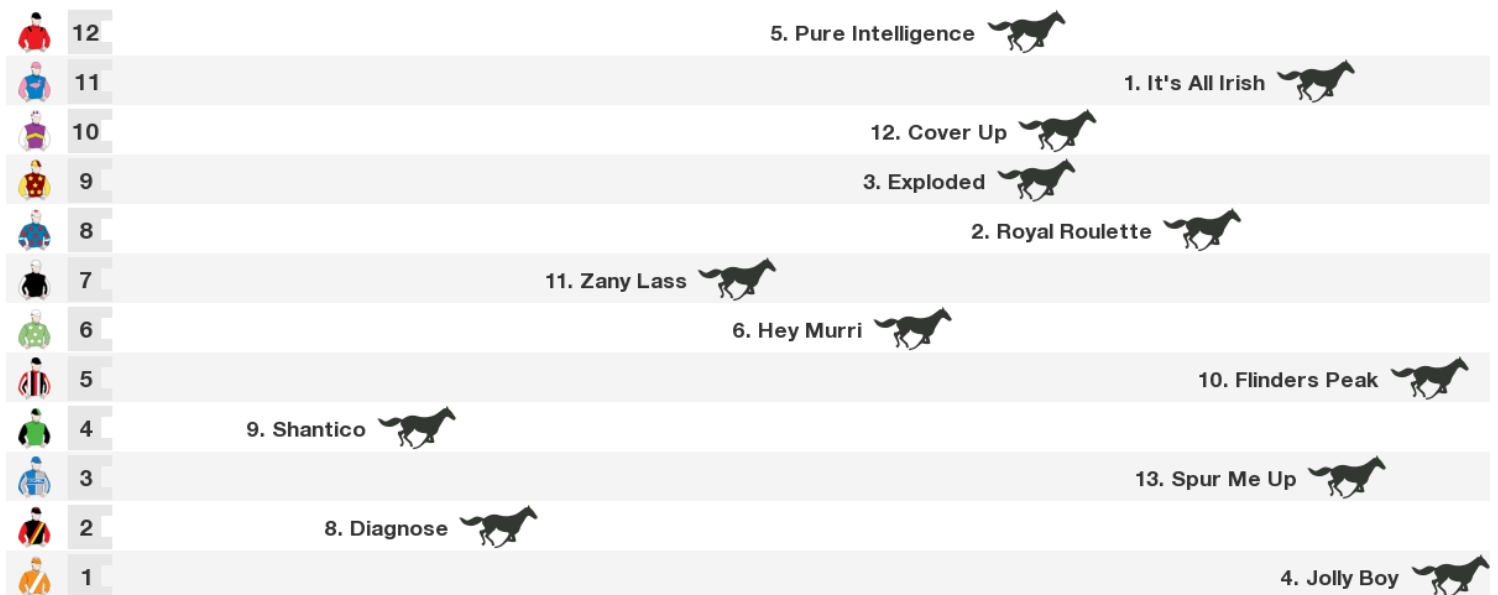 12 5. Pure Intelligence
11 1. It's All Irish
10 12. Cover Up
9 3. Exploded
8 2. Royal Roulette
7 11. Zany Lass
6 6. Hey Murri
5 10. Flinders Peak
4 9. Shantico
3 13. Spur Me Up
2 8. Diagnose
1 4. Jolly Boy